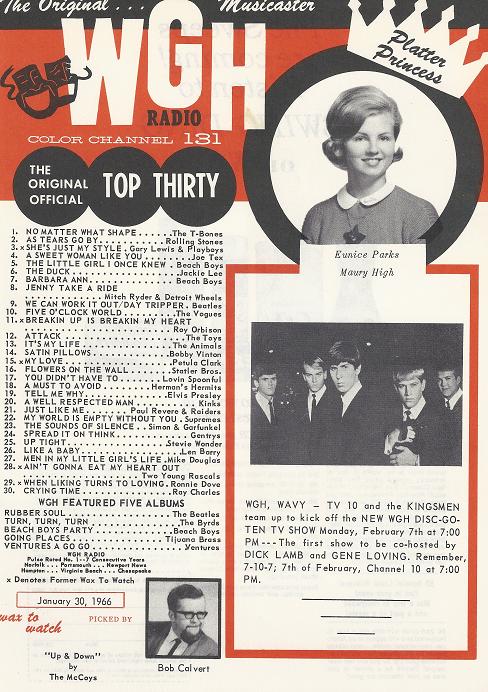 The Original . . . Musicaster
WGH
RADIO
COLOR CHANNEL 131
Platter
Princess
THE
ORIGINAL
OFFICIAL
TOP THIRTY
1. NO MATTER WHAT SHAPE . . . . . . . The T-Bones
2. AS TEARS GO BY . . . . . . . . . . Rolling Stones
3. x SHE'S JUST MY STYLE . Gary Lewis & Playboys
4. A SWEET WOMAN LIKE YOU . . . . . . . . Joe Tex
5. THE LITTLE GIRL I ONCE KNEW . Beach Boys
6. THE DUCK . . . . . . . . . . . . . . . Jackie Lee
7. BARBARA ANN . . . . . . . . . . . . . Beach Boys
8. JENNY TAKE A RIDE
. . . . . . . . . . . . Mitch Ryder & Detroit Wheels
9. WE CAN WORK IT OUT/DAY TRIPPER . Beatles
10. FIVE O'CLOCK WORLD . . . . . . . . The Vogues
11. x BREAKIN UP IS BREAKIN MY HEART
. . . . . . . . . . . . . . . . . . . . Roy Orbison
12. ATTACK . . . . . . . . . . . . . . . . . The Toys
13. IT'S MY LIFE . . . . . . . . . . . . The Animals
14. SATIN PILLOWS . . . . . . . . . . . Bobby Vinton
15. x MY LOVE . . . . . . . . . . . . . . Petula Clark
16. FLOWERS ON THE WALL . . . . . . . Statler Bros.
17. YOU DIDN'T HAVE TO . . . . . . Lovin Spoonful
18. A MUST TO AVOID . . . . . . . Herman's Hermits
19. TELL ME WHY . . . . . . . . . . . . Elvis Presley
20. A WELL RESPECTED MAN . . . . . . . . . Kinks
21. JUST LIKE ME . . . . . Paul Revere & Raiders
22. MY WORLD IS EMPTY WITHOUT YOU . Supremes
23. THE SOUNDS OF SILENCE . . Simon & Garfunkel
24. SPREAD IT ON THINK . . . . . . . . . . Gentrys
25. UP TIGHT . . . . . . . . . . . . . . Stevie Wonder
26. LIKE A BABY . . . . . . . . . . . . . . Len Barry
27. MEN IN MY LITTLE GIRL'S LIFE . Mike Douglas
28. x AIN'T GONNA EAT MY HEART OUT
. . . . . . . . . . . . . . . . Two Young Rascals
29. x WHEN LIKING TURNS TO LOVING . Ronnie Dove
30. CRYING TIME . . . . . . . . . . . . . Ray Charles
WGH FEATURED FIVE ALBUMS
RUBBER SOUL . . . . . . . . . . . . . The Beatles
TURN, TURN, TURN . . . . . . . . . . . The Byrds
BEACH BOYS PARTY . . . . . . . . . . Beach Boys
GOING PLACES . . . . . . . . . . . . Tijuana Brass
VENTURES A GO GO . . . . . . . . . . . Ventures
WGH RADIO
Pulse Rated No. 1--7 Consecutive Years
Norfolk . . Portsmouth . . Newport News
Hampton . . Virginia Beach . . Chesapeake
x Denotes Former Wax To Watch
January 30, 1966
wax to
watch
PICKED BY
"Up & Down"
by
The McCoys
Bob Calvert
Eunice Parks
Maury High
WGH, WAVY – TV 10 and the KINGSMEN
team up to kick off the NEW WGH DISC-GO-
TEN TV SHOW Monday, February 7th at 7:00
PM--- The first show to be co-hosted by
DICK LAMB and GENE LOVING. Remember,
7-10-7; 7th of February, Channel 10 at 7:00
PM.